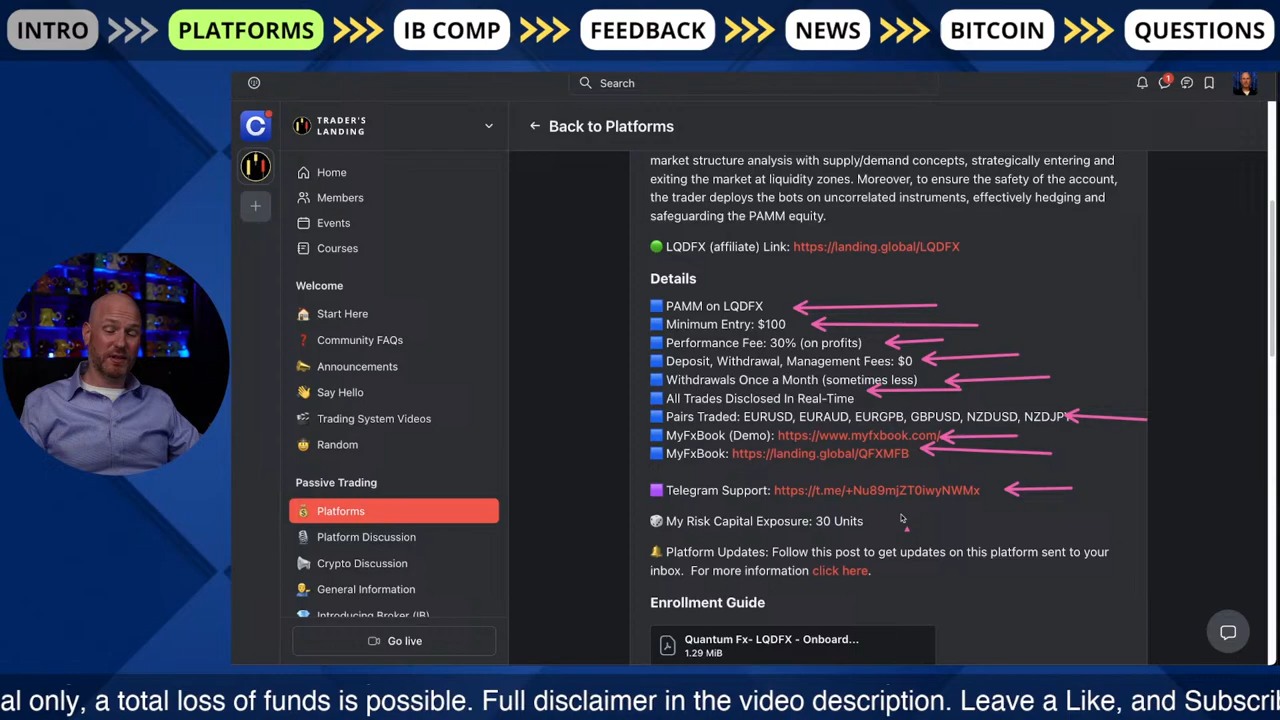 INTRO >>> PLATFORMS >>> IB COMP >>> FEEDBACK >>> NEWS >>> BITCOIN >>> QUESTIONS
Search
1
TRADER'S
LANDING
Back to Platforms
Home
Members
Events
Courses
Welcome
Start Here
Community FAQs
Announcements
Say Hello
Trading System Videos
Random
Passive Trading
Platforms
Platform Discussion
Crypto Discussion
General Information
Introducing Broker (IB)
Go live
market structure analysis with supply/demand concepts, strategically entering and
exiting the market at liquidity zones. Moreover, to ensure the safety of the account,
the trader deploys the bots on uncorrelated instruments, effectively hedging and
safeguarding the PAMM equity.
LQDFX (affiliate) Link: https://landing.global/LQDFX
Details
PAMM on LQDFX
Minimum Entry: $100
Performance Fee: 30% (on profits)
Deposit, Withdrawal, Management Fees: $0
Withdrawals Once a Month (sometimes less)
All Trades Disclosed In Real-Time
Pairs Traded: EURUSD, EURAUD, EURGPB, GBPUSD, NZDUSD, NZDJPY
MyFxBook (Demo): https://www.myfxbook.com/
MyFxBook: https://landing.global/QFXMFB
Telegram Support: https://t.me/+Nu89mjZT0iwyNWMx
My Risk Capital Exposure: 30 Units
Platform Updates: Follow this post to get updates on this platform sent to your
inbox. For more information click here.
Enrollment Guide
Quantum Fx- LQDFX - Onboard...
1.29 MiB
al only, a total loss of funds is possible. Full disclaimer in the video description. Leave a Like, and Subscri